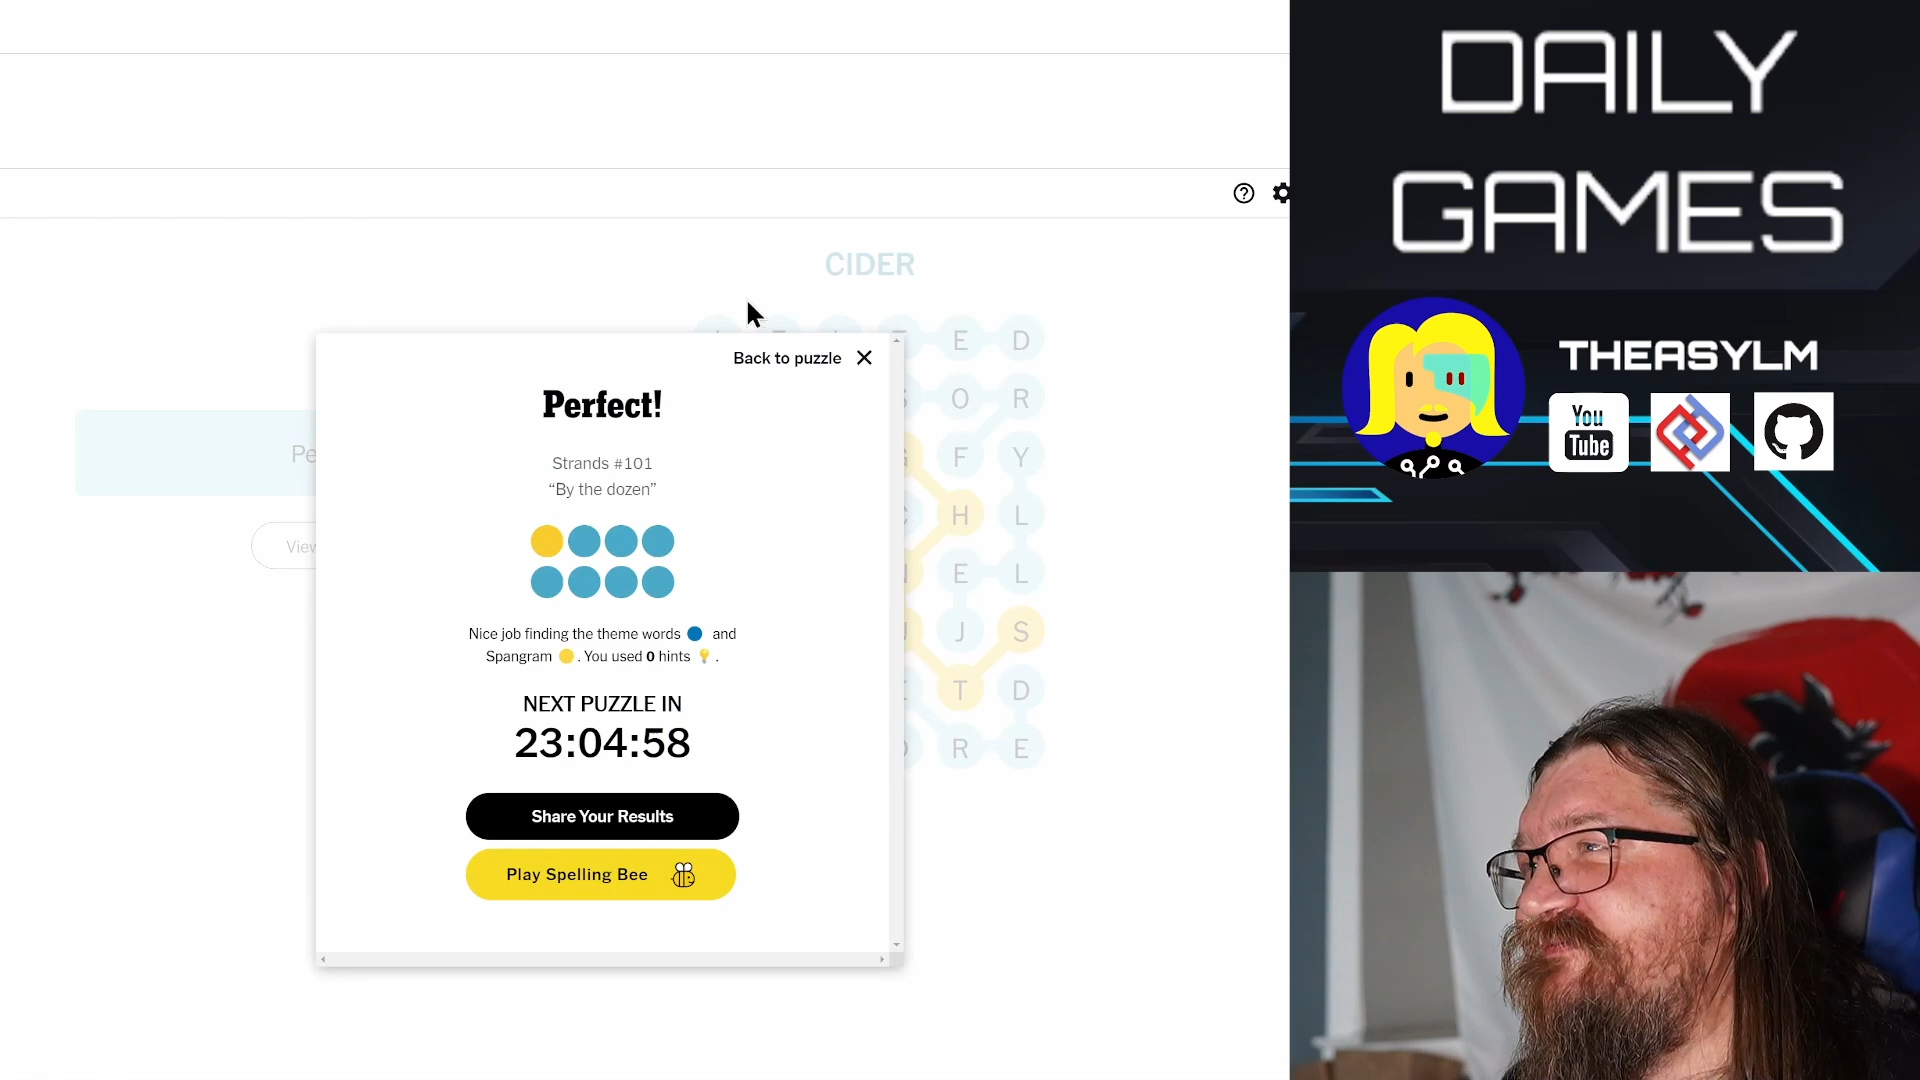 DAILY
GAMES
THEASYLM
You
Tube
CIDER
E D
O R
F Y
H L
E L
J S
T D
R E
Pe
View
Back to puzzle
Perfect!
Strands #101
“By the dozen”
Nice job finding the theme words and
Spangram . You used 0 hints .
NEXT PUZZLE IN
23:04:58
Share Your Results
Play Spelling Bee